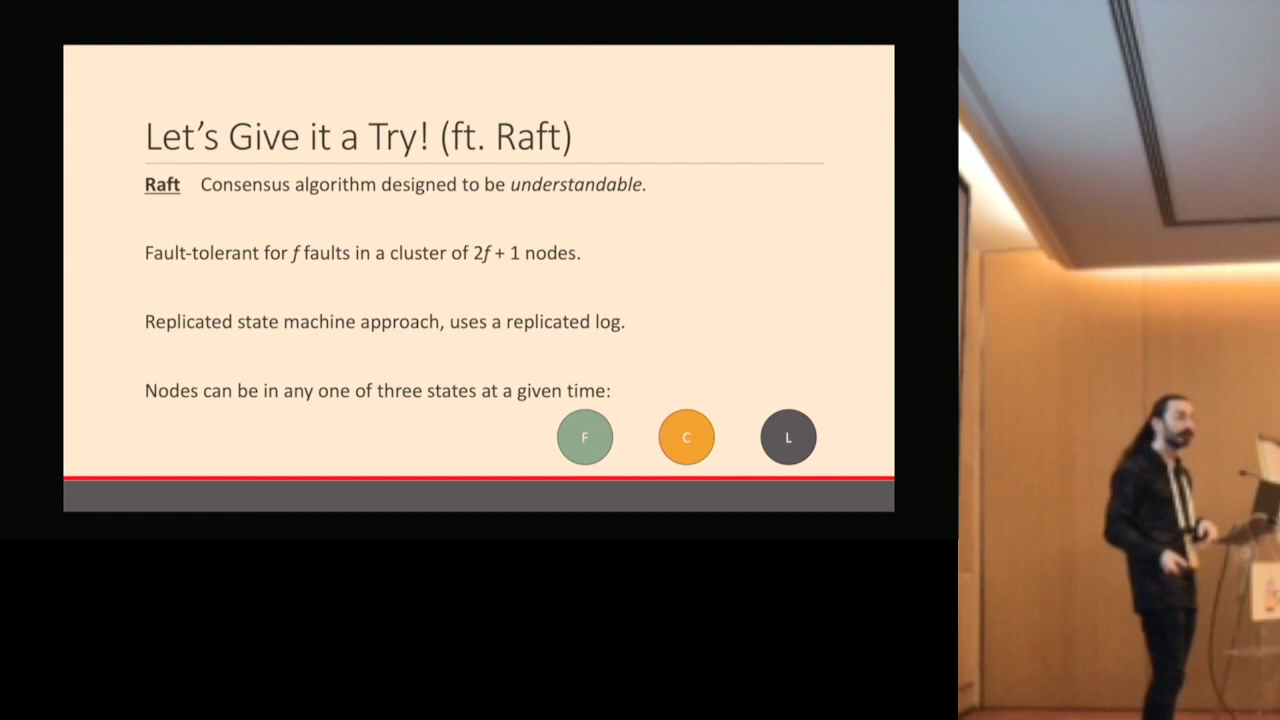 Let's Give it a Try! (ft. Raft)
Raft Consensus algorithm designed to be understandable.
Fault-tolerant for f faults in a cluster of 2f + 1 nodes.
Replicated state machine approach, uses a replicated log.
Nodes can be in any one of three states at a given time:
F C L